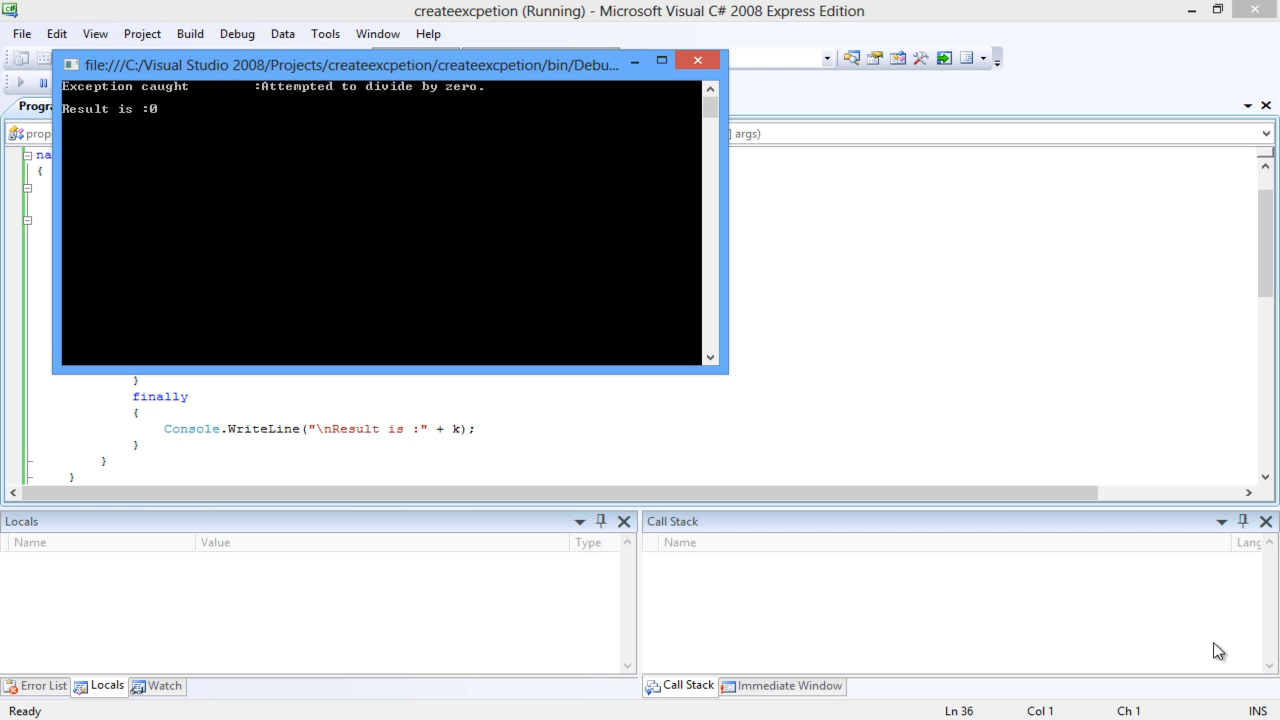 createexcpetion (Running) - Microsoft Visual C# 2008 Express Edition
File Edit View Project Build Debug Data Tools Window Help
file:///C:/Visual Studio 2008/Projects/createexcpetion/createexcpetion/bin/Debu...
Exception caught :Attempted to divide by zero.
Result is :0
Progra
prope
args)
na
{
}
finally
{
Console.WriteLine("\nResult is :" + k);
}
}
}
Locals
Call Stack
Name Value Type
Name Lang
Error List Locals Watch
Call Stack Immediate Window
Ready Ln 36 Col 1 Ch 1 INS